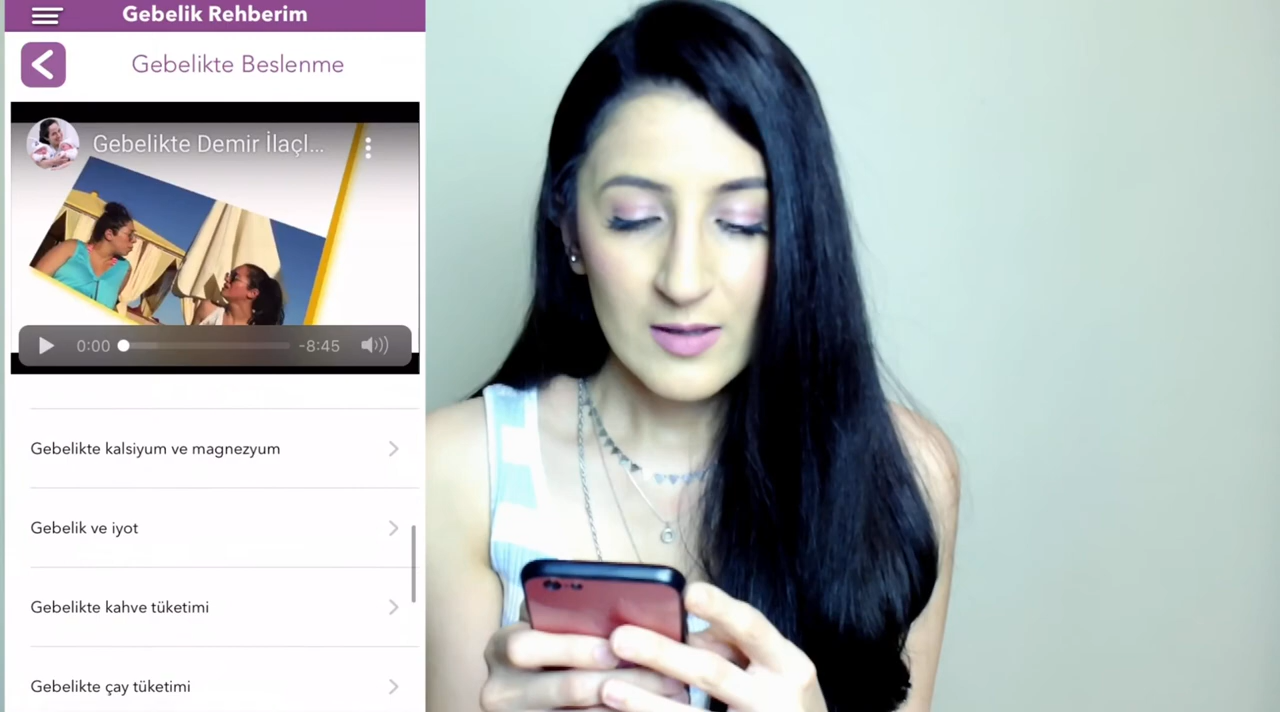 Gebelik Rehberim
Gebelikte Beslenme
Gebelikte Demir İlaçl...
0:00
-8:45
Gebelikte kalsiyum ve magnezyum
Gebelik ve iyot
Gebelikte kahve tüketimi
Gebelikte çay tüketimi